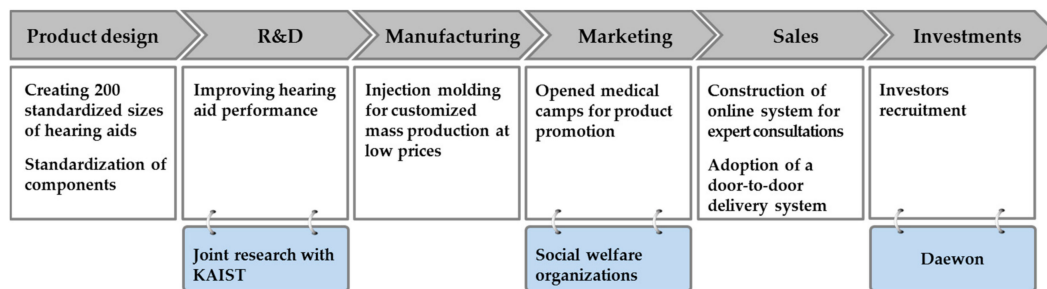 Product design
R&D
Manufacturing
Marketing
Sales
Investments
Creating 200
standardized sizes
of hearing aids
Standardization of
components
Improving hearing
aid performance
Injection molding
for customized
mass production at
low prices
Opened medical
camps for product
promotion
Construction of
online system for
expert consultations
Adoption of a
door-to-door
delivery system
Investors
recruitment
Joint research with
KAIST
Social welfare
organizations
Daewon